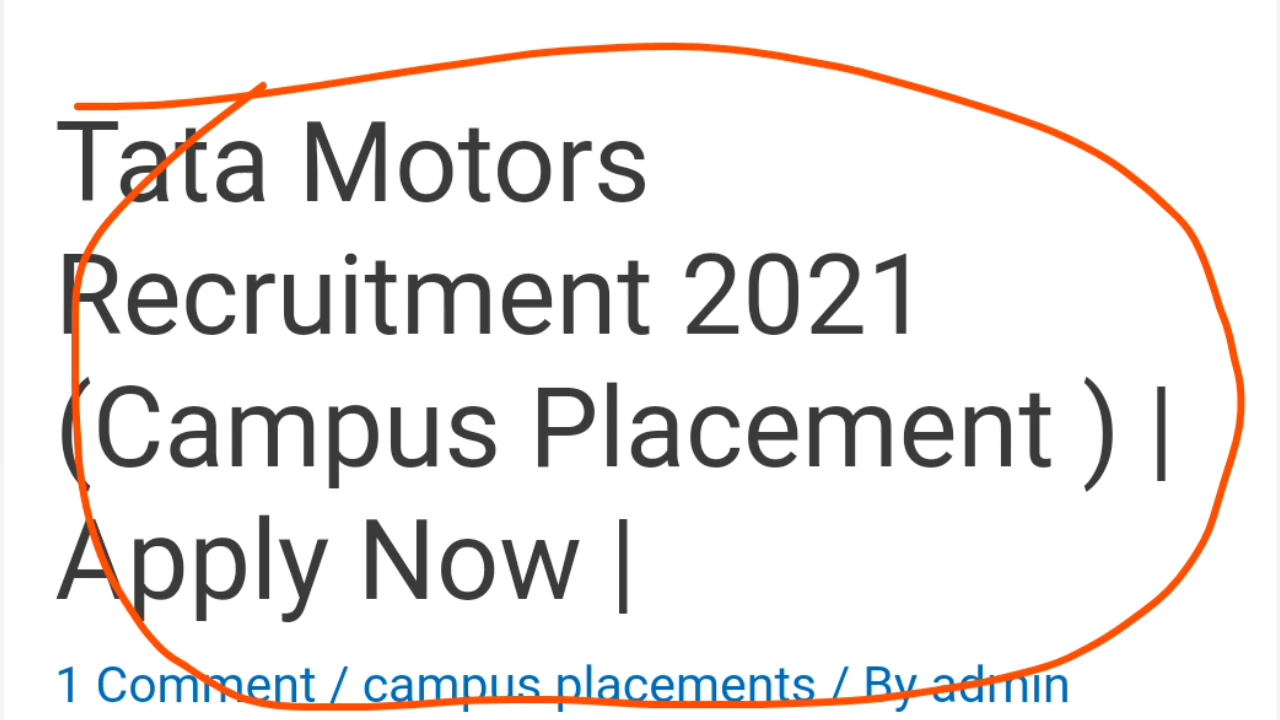 Tata Motors
Recruitment 2021
(Campus Placement ) |
Apply Now |
1 Comment / campus placements / By admin